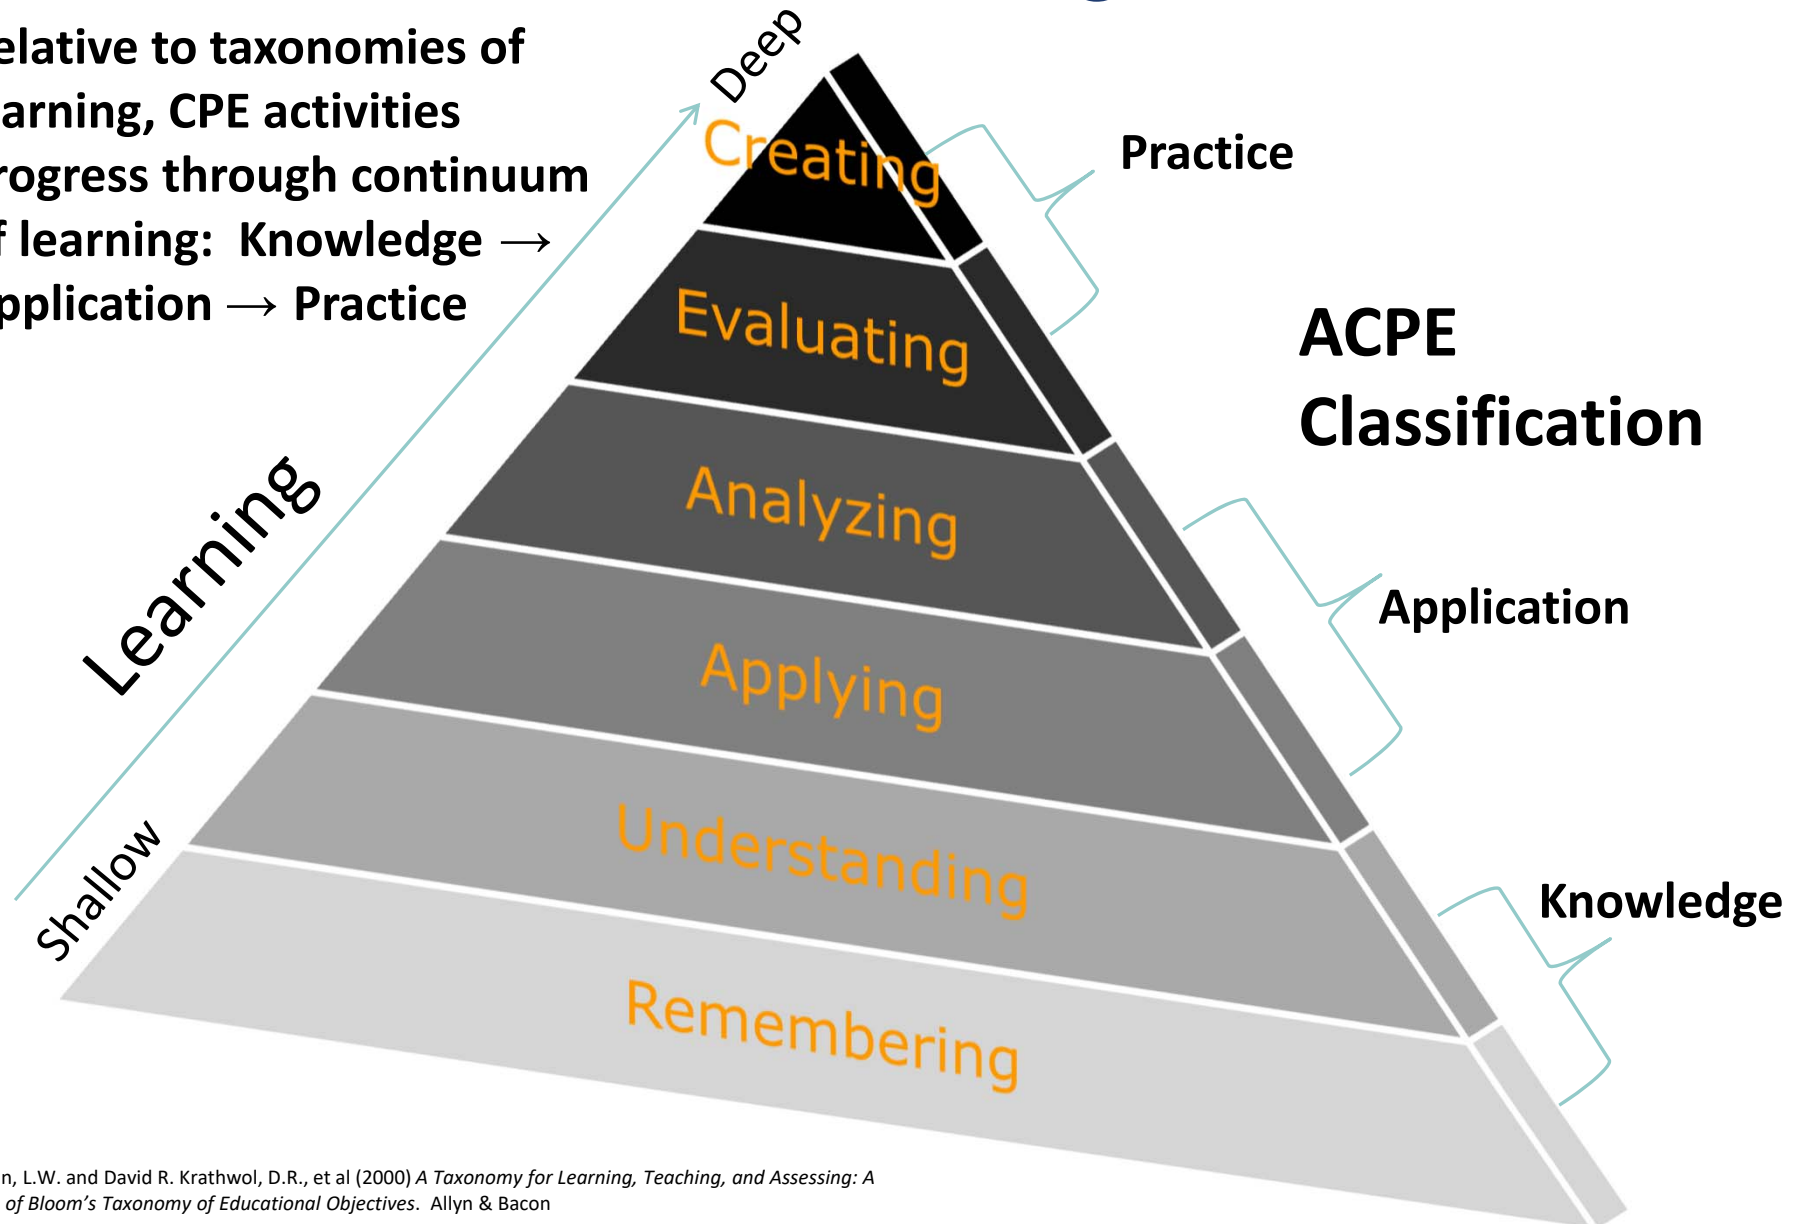 elative to taxonomies of
arning, CPE activities
rogress through continuum
f learning: Knowledge →
pplication → Practice
Deep
Learning
Shallow
Creating
Evaluating
Analyzing
Applying
Understanding
Remembering
Practice
ACPE
Classification
Application
Knowledge
n, L.W. and David R. Krathwol, D.R., et al (2000) A Taxonomy for Learning, Teaching, and Assessing: A
of Bloom’s Taxonomy of Educational Objectives. Allyn & Bacon